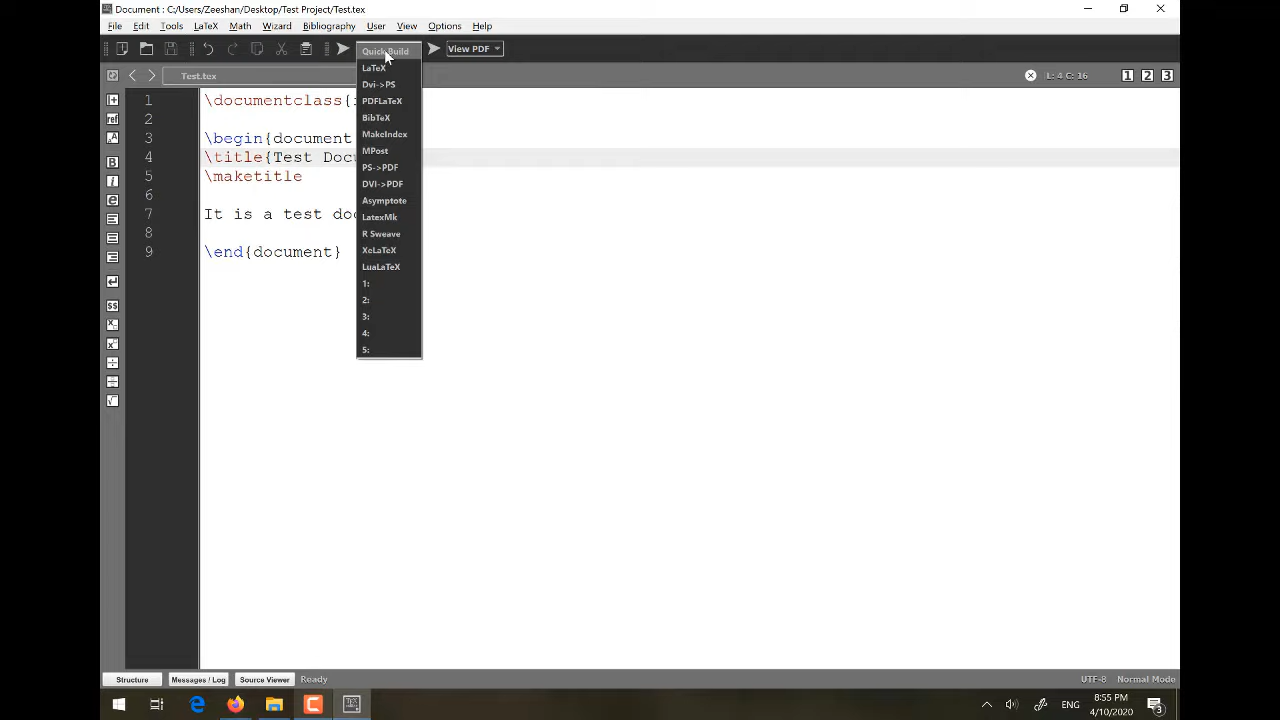 Document : C:/Users/Zeeshan/Desktop/Test Project/Test.tex
File Edit Tools LaTeX Math Wizard Bibliography User View Options Help
Quick Build
View PDF
Test.tex
L: 4 C: 16
1 2 3
LaTeX
Dvi->PS
PDFLaTeX
BibTeX
MakeIndex
MPost
PS->PDF
DVI->PDF
Asymptote
LatexMk
R Sweave
XeLaTeX
LuaLaTeX
1:
2:
3:
4:
5:
1 \documentclass{
2
3 \begin{document
4 \title{Test Docu
5 \maketitle
6
7 It is a test do
8
9 \end{document}
ref
Structure Messages / Log Source Viewer Ready UTF-8 Normal Mode
ENG
8:55 PM
4/10/2020
3